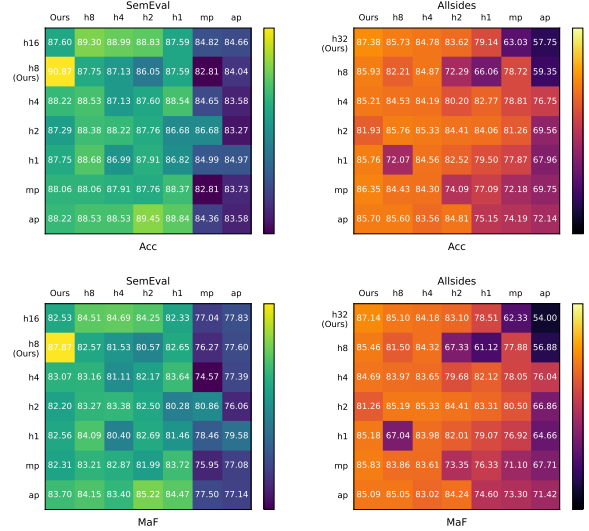 SemEval
Ours h8 h4 h2 h1 mp ap
h16 87.60 89.30 88.99 88.83 87.59 84.82 84.66
h8
(Ours) 90.87 87.75 87.13 86.05 87.59 82.81 84.04
h4 88.22 88.53 87.13 87.60 88.54 84.65 83.58
h2 87.29 88.38 88.22 87.76 86.68 86.68 83.27
h1 87.75 88.68 86.99 87.91 86.82 84.99 84.97
mp 88.06 88.06 87.91 87.76 88.37 82.81 83.73
ap 88.22 88.53 88.53 89.45 88.84 84.36 83.58
Acc
Allsides
Ours h8 h4 h2 h1 mp ap
h32
(Ours) 87.38 85.73 84.78 83.62 79.14 63.03 57.75
h8 85.93 82.21 84.87 72.29 66.06 78.72 59.35
h4 85.21 84.53 84.19 80.20 82.77 78.81 76.75
h2 81.93 85.76 85.33 84.41 84.06 81.26 69.56
h1 85.76 72.07 84.56 82.52 79.50 77.87 67.96
mp 86.35 84.43 84.30 74.09 77.09 72.18 69.75
ap 85.70 85.60 83.56 84.81 75.15 74.19 72.14
Acc
SemEval
Ours h8 h4 h2 h1 mp ap
h16 82.53 84.51 84.69 84.25 82.33 77.04 77.83
h8
(Ours) 87.87 82.57 81.53 80.57 82.65 76.27 77.60
h4 83.07 83.16 81.11 82.17 83.64 74.57 77.39
h2 82.20 83.27 83.38 82.50 80.28 80.86 76.06
h1 82.56 84.09 80.40 82.69 81.46 78.46 79.58
mp 82.31 83.21 82.87 81.99 83.72 75.95 77.08
ap 83.70 84.15 83.40 85.22 84.47 77.50 77.14
MaF
Allsides
Ours h8 h4 h2 h1 mp ap
h32
(Ours) 87.14 85.10 84.18 83.10 78.51 62.33 54.00
h8 85.46 81.50 84.32 67.33 61.12 77.88 56.88
h4 84.69 83.97 83.65 79.68 82.12 78.05 76.04
h2 81.26 85.19 85.33 84.41 83.31 80.50 66.86
h1 85.18 67.04 83.98 82.01 79.07 76.92 64.66
mp 85.83 83.86 83.61 73.35 76.33 71.10 67.71
ap 85.09 85.05 83.02 84.24 74.60 73.30 71.42
MaF